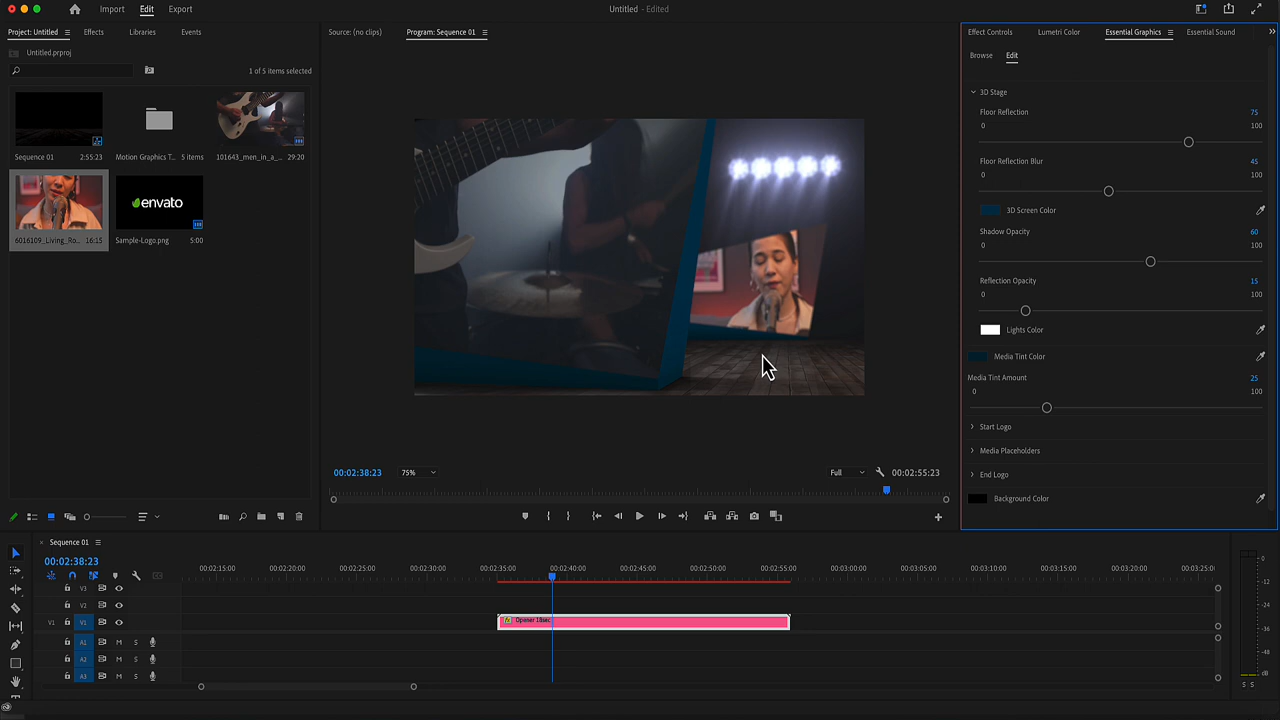 Import Edit Export
Untitled - Edited
Project: Untitled Effects Libraries Events
Untitled.prproj
1 of 5 items selected
Sequence 01 2:55:23
Motion Graphics T... 5 items
101643_men_in_a_... 29:20
6016109_Living_Ro... 16:15
envato
Sample-Logo.png 5:00
Source: (no clips) Program: Sequence 01
00:02:38:23 75% Full 00:02:55:23
Effect Controls Lumetri Color Essential Graphics Essential Sound
Browse Edit
3D Stage
Floor Reflection 75
0 100
Floor Reflection Blur 45
0 100
3D Screen Color
Shadow Opacity 60
0 100
Reflection Opacity 15
0 100
Lights Color
Media Tint Color
Media Tint Amount 25
0 100
Start Logo
Media Placeholders
End Logo
Background Color
Sequence 01
00:02:38:23
00:02:15:00 00:02:20:00 00:02:25:00 00:02:30:00 00:02:35:00 00:02:40:00 00:02:45:00 00:02:50:00 00:02:55:00 00:03:00:00 00:03:05:00 00:03:10:00 00:03:15:00 00:03:20:00 00:03:25:00
V3
V2
V1 V1
fx Opener 18sec
A1 M S
A2 M S
A3 M S
0
-12
-24
-36
-48
dB
S S